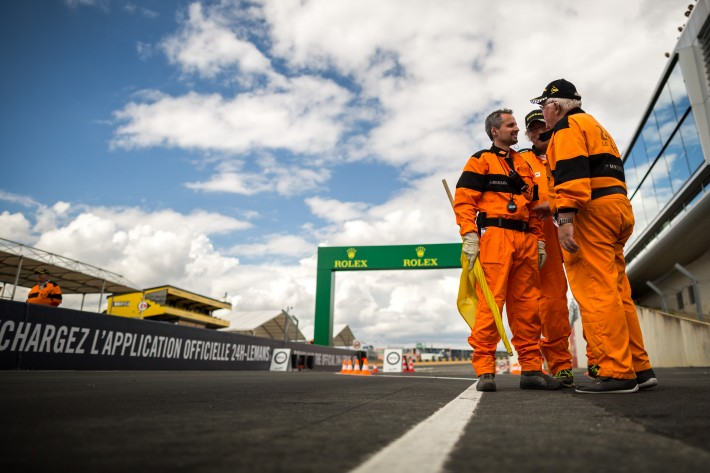 ROLEX ROLEX
CHARGEZ L'APPLICATION OFFICIELLE 24H-LEMANS